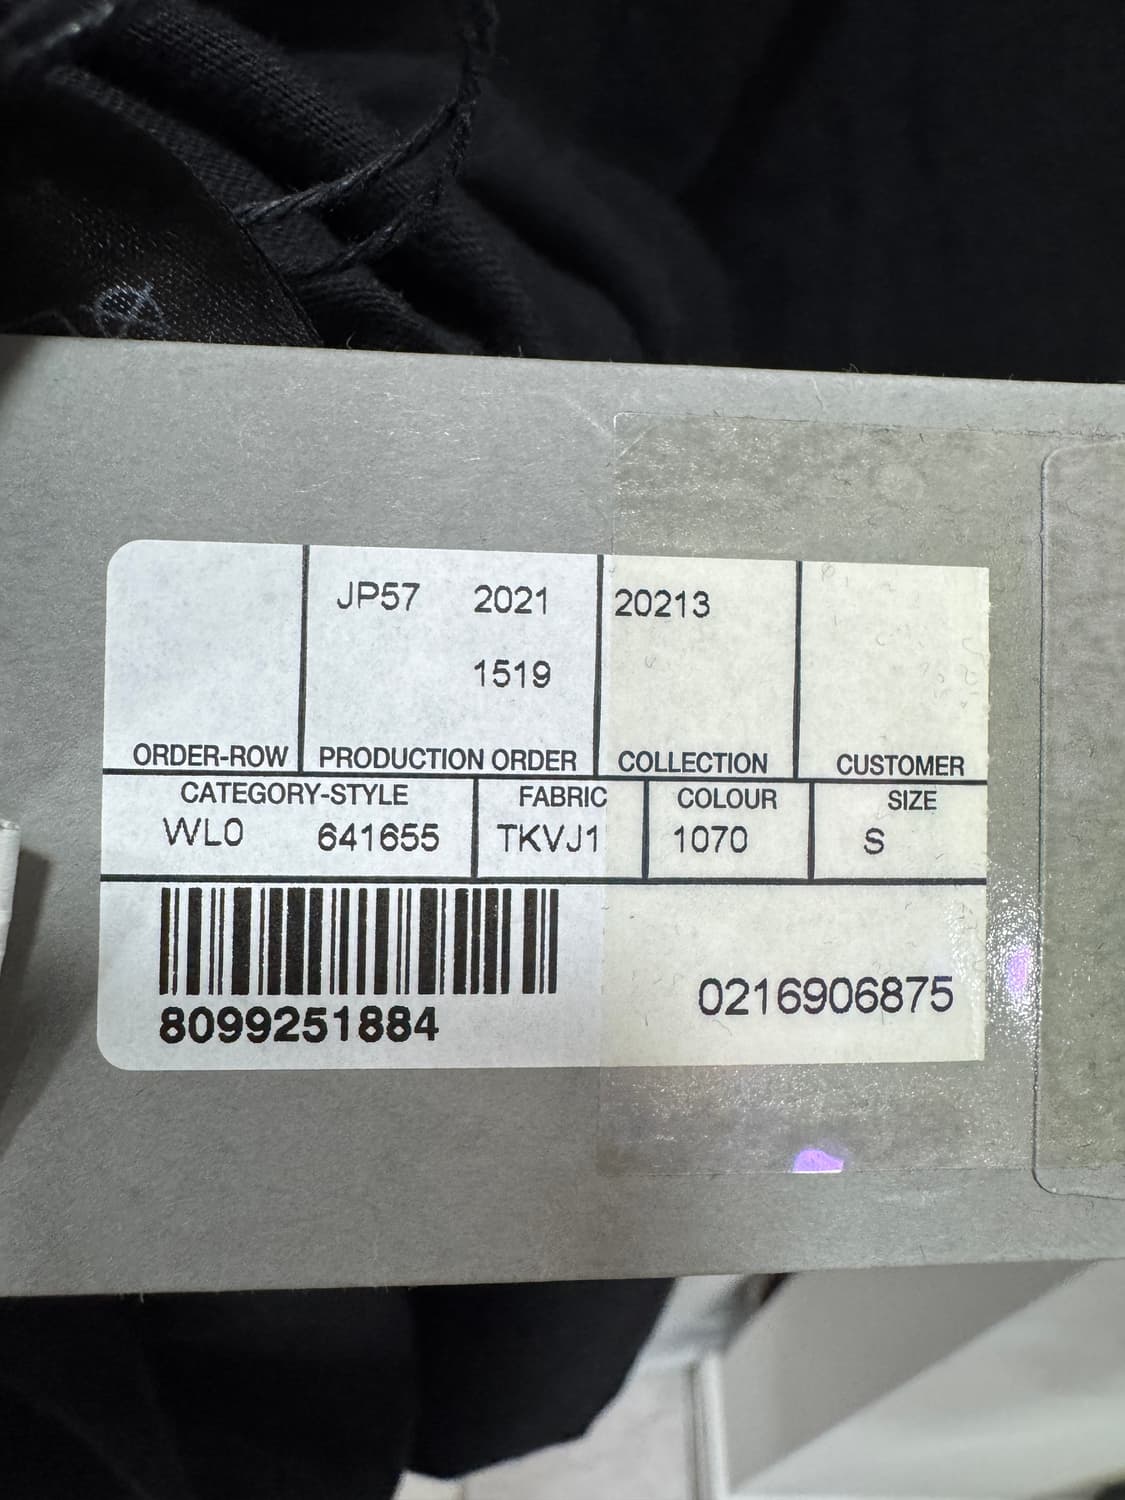 JP57 2021 20213
1519
ORDER-ROW PRODUCTION ORDER COLLECTION CUSTOMER
CATEGORY-STYLE FABRIC COLOUR SIZE
WL0 641655 TKVJ1 1070 S
8099251884
0216906875